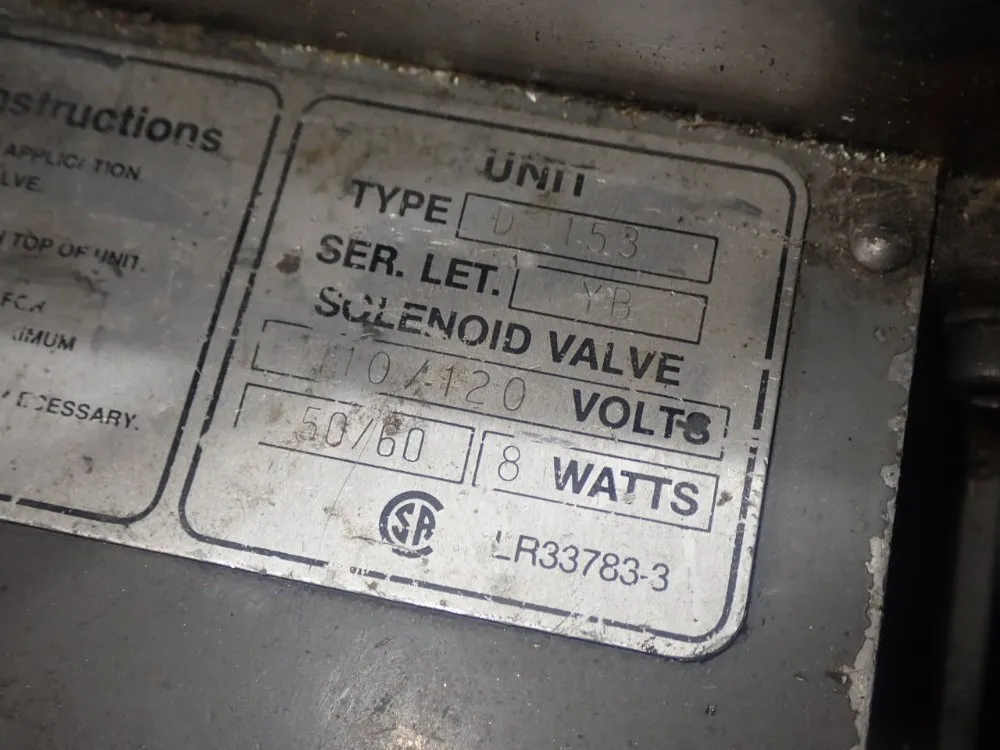 nstructions
APPLICATION
LVE.
TOP OF UNIT.
FOR
ECESSARY.
UNIT
TYPE D 153
SER. LET. YB
SOLENOID VALVE
110/120 VOLTS
50/60 8 WATTS
LR33783-3